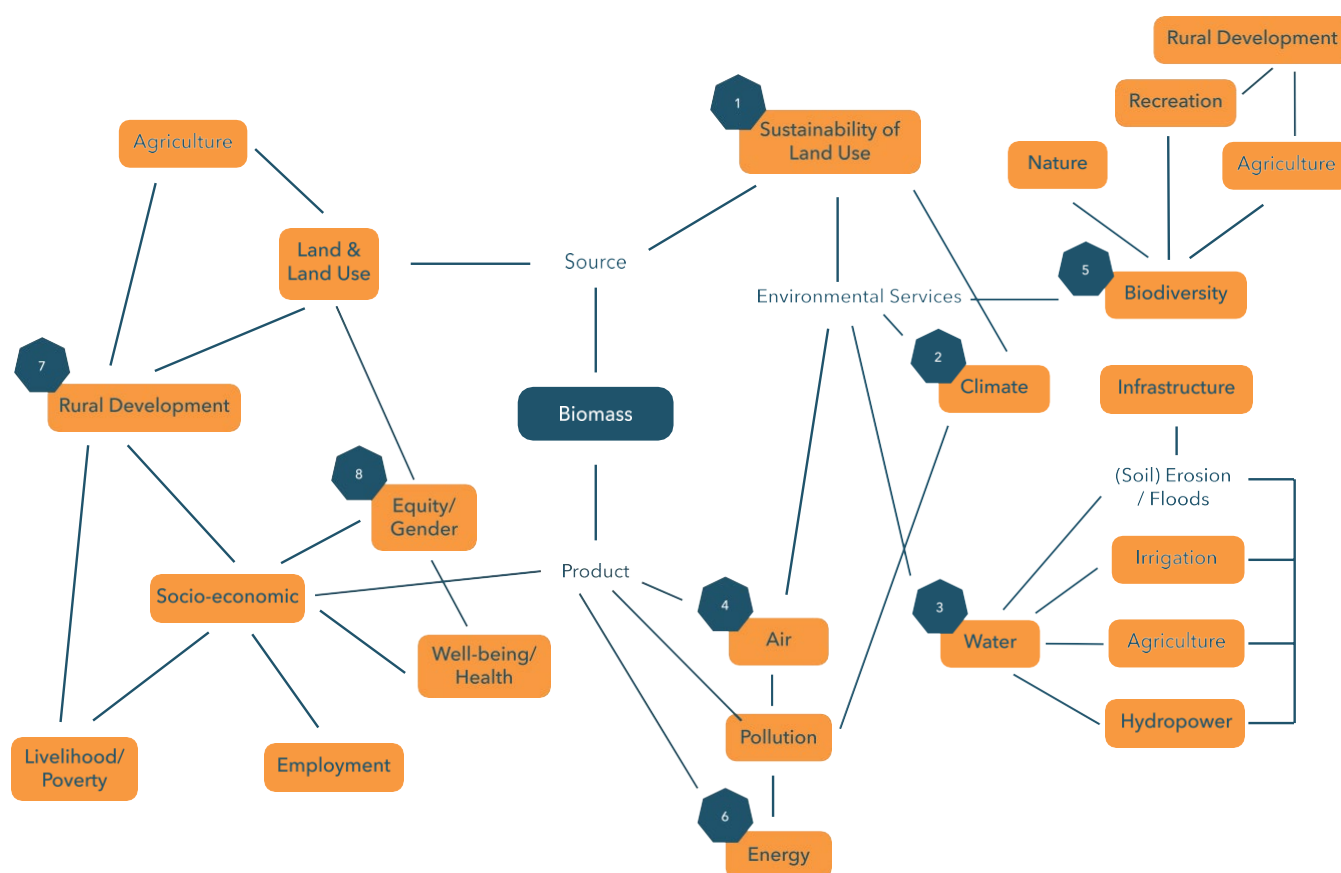 Rural Development
Recreation
1
Sustainability of
Land Use
Agriculture
Nature
Agriculture
Land &
Land Use
Source
5
Environmental Services
Biodiversity
7
2
Climate
Infrastructure
Rural Development
Biomass
8
(Soil) Erosion
/ Floods
Equity/
Gender
Irrigation
Product
Socio-economic
4
3
Air
Water
Agriculture
Well-being/
Health
Hydropower
Pollution
Livelihood/
Poverty
Employment
6
Energy